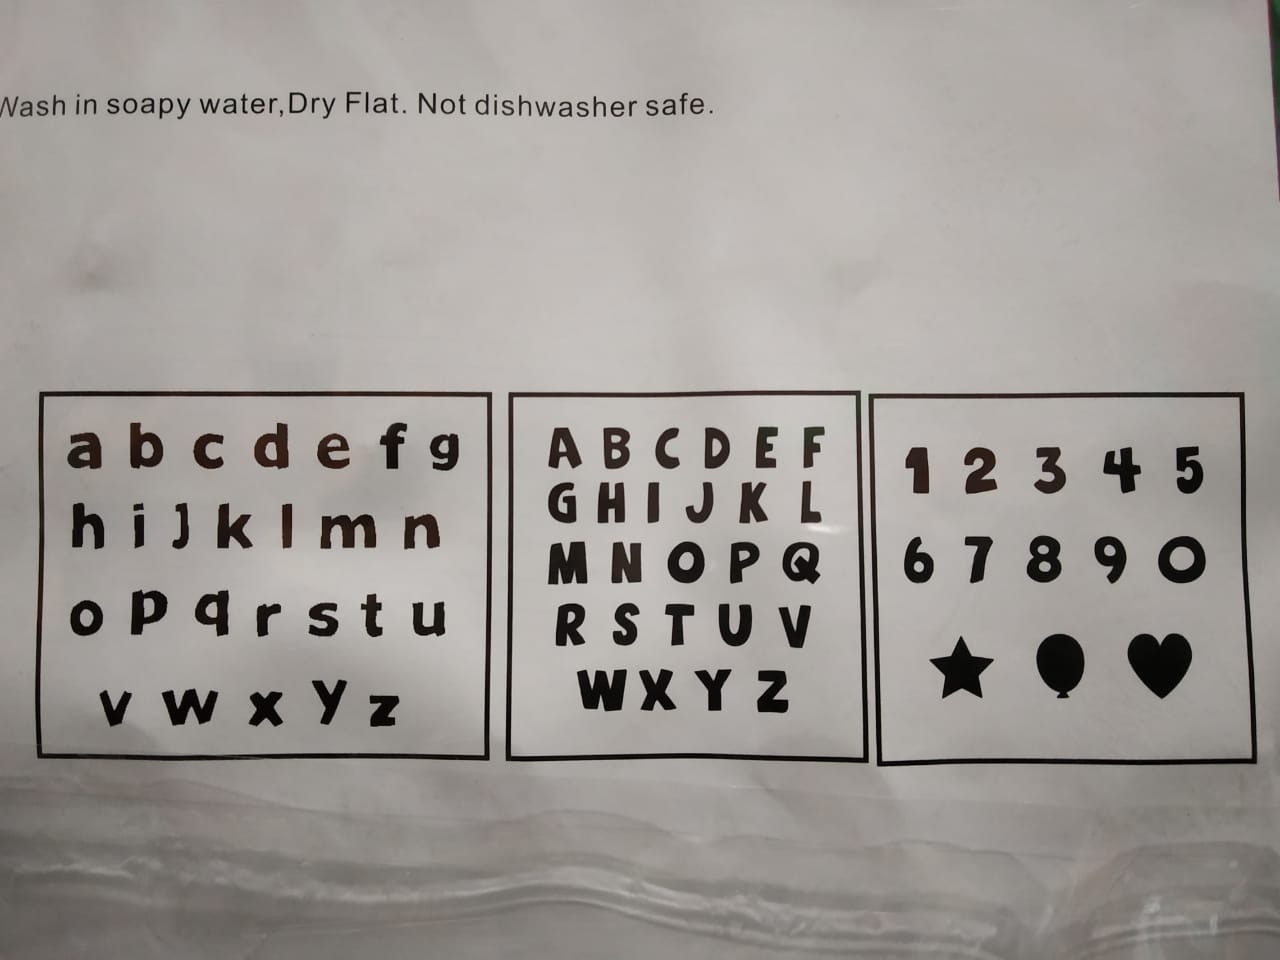 Wash in soapy water,Dry Flat. Not dishwasher safe.
a b c d e f g
h i j k l m n
o p q r s t u
v w x y z
A B C D E F
G H I J K L
M N O P Q
R S T U V
W X Y Z
1 2 3 4 5
6 7 8 9 0